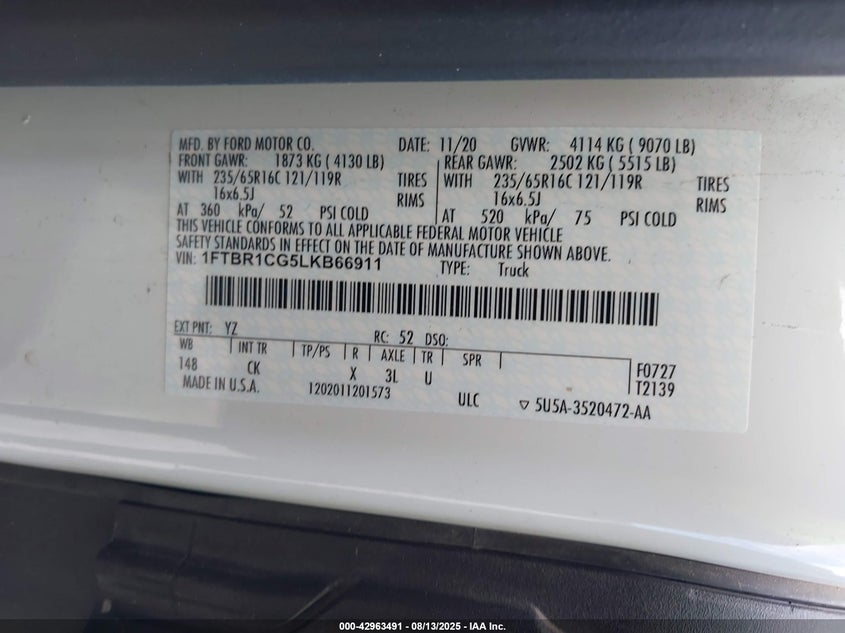 MFD. BY FORD MOTOR CO. DATE: 11/20 GVWR: 4114 KG ( 9070 LB)
FRONT GAWR: 1873 KG ( 4130 LB) REAR GAWR: 2502 KG ( 5515 LB)
WITH 235/65R16C 121/119R TIRES WITH 235/65R16C 121/119R TIRES
16x6.5J RIMS 16x6.5J RIMS
AT 360 kPa/ 52 PSI COLD AT 520 kPa/ 75 PSI COLD
THIS VEHICLE CONFORMS TO ALL APPLICABLE FEDERAL MOTOR VEHICLE
SAFETY STANDARDS IN EFFECT ON THE DATE OF MANUFACTURE SHOWN ABOVE.
VIN: 1FTBR1CG5LKB66911 TYPE: Truck
EXT PNT: YZ RC: 52 DSO:
WB INT TR TP/PS R AXLE TR SPR F0727
148 CK X 3L U T2139
MADE IN U.S.A. 1202011201573 ULC ▽ 5U5A-3520472-AA
000-42963491 - 08/13/2025 - IAA Inc.